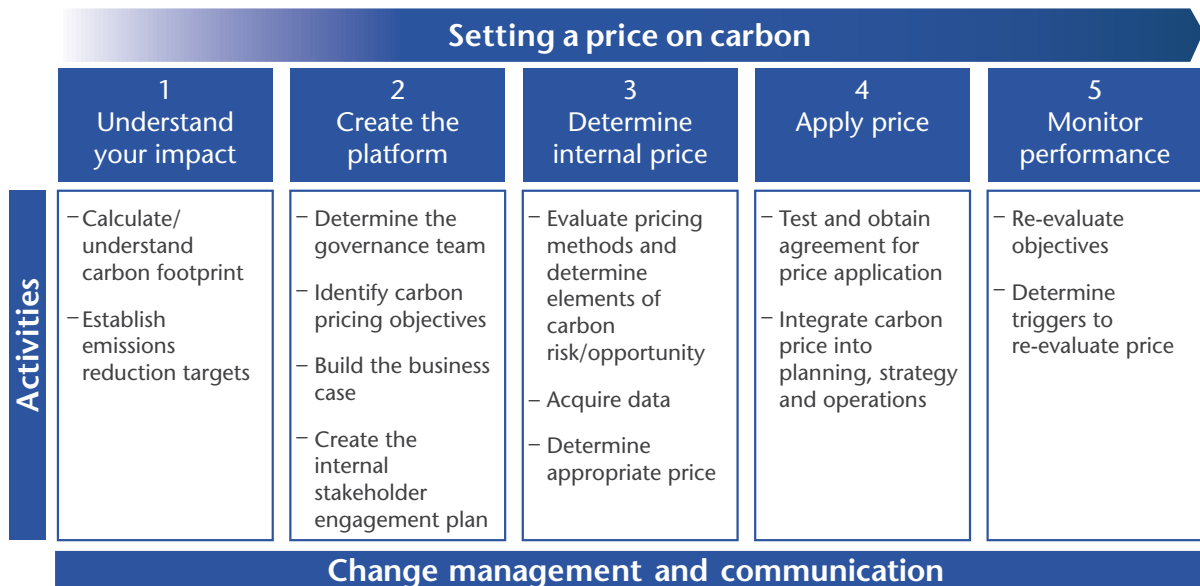 Setting a price on carbon
1
Understand
your impact
2
Create the
platform
3
Determine
internal price
4
Apply price
5
Monitor
performance
Activities
– Calculate/
understand
carbon footprint
– Establish
emissions
reduction targets
– Determine the
governance team
– Identify carbon
pricing objectives
– Build the business
case
– Create the
internal
stakeholder
engagement plan
– Evaluate pricing
methods and
determine
elements of
carbon
risk/opportunity
– Acquire data
– Determine
appropriate price
– Test and obtain
agreement for
price application
– Integrate carbon
price into
planning, strategy
and operations
– Re-evaluate
objectives
– Determine
triggers to
re-evaluate price
Change management and communication